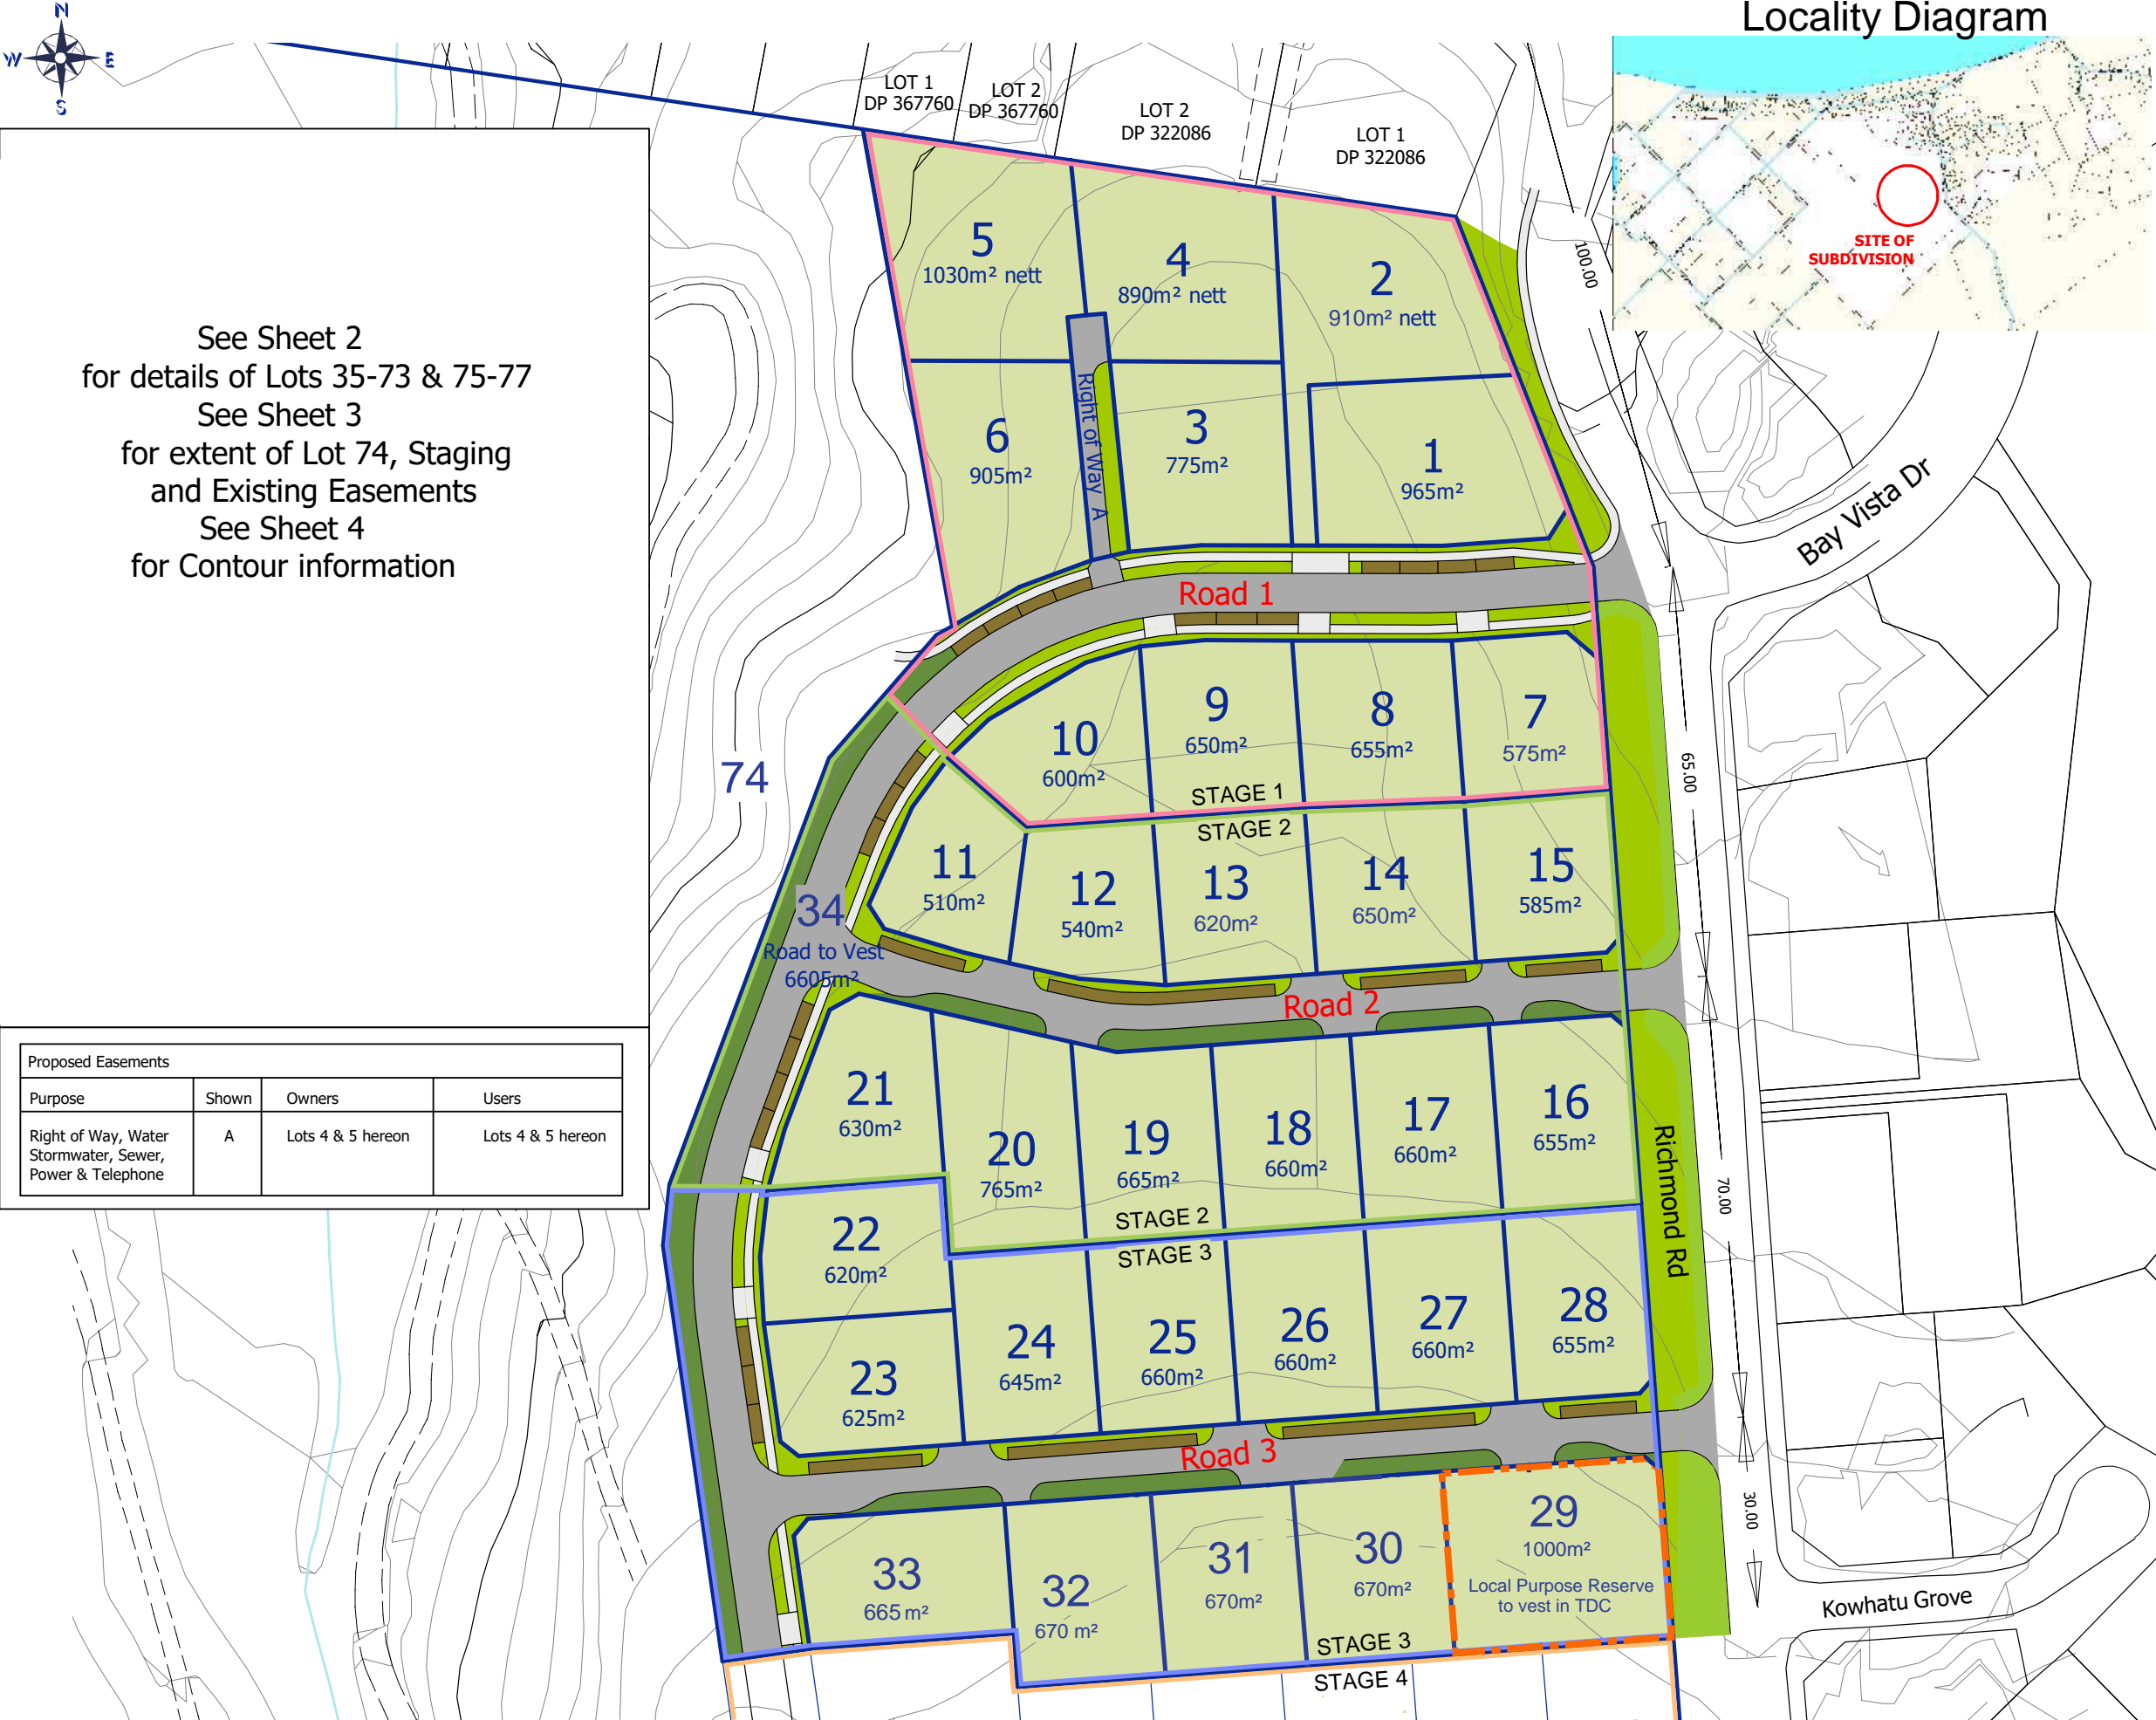 N
W E
S
Locality Diagram
SITE OF
SUBDIVISION
LOT 1
DP 367760
LOT 2
DP 367760
LOT 2
DP 322086
LOT 1
DP 322086
See Sheet 2
for details of Lots 35-73 & 75-77
See Sheet 3
for extent of Lot 74, Staging
and Existing Easements
See Sheet 4
for Contour information
5
1030m² nett
4
890m² nett
2
910m² nett
100.00
6
905m²
Right of Way A
3
775m²
1
965m²
Bay Vista Dr
Road 1
10
600m²
9
650m²
8
655m²
7
575m²
65.00
74
STAGE 1
STAGE 2
11
510m²
12
540m²
13
620m²
14
650m²
15
585m²
34
Road to Vest
6605m²
Road 2
Proposed Easements
Purpose Shown Owners Users
Right of Way, Water A Lots 4 & 5 hereon Lots 4 & 5 hereon
Stormwater, Sewer,
Power & Telephone
21
630m²
20
765m²
19
665m²
18
660m²
17
660m²
16
655m²
Richmond Rd
70.00
STAGE 2
STAGE 3
22
620m²
23
625m²
24
645m²
25
660m²
26
660m²
27
660m²
28
655m²
Road 3
30.00
33
665 m²
32
670 m²
31
670m²
30
670m²
29
1000m²
Local Purpose Reserve
to vest in TDC
Kowhatu Grove
STAGE 3
STAGE 4